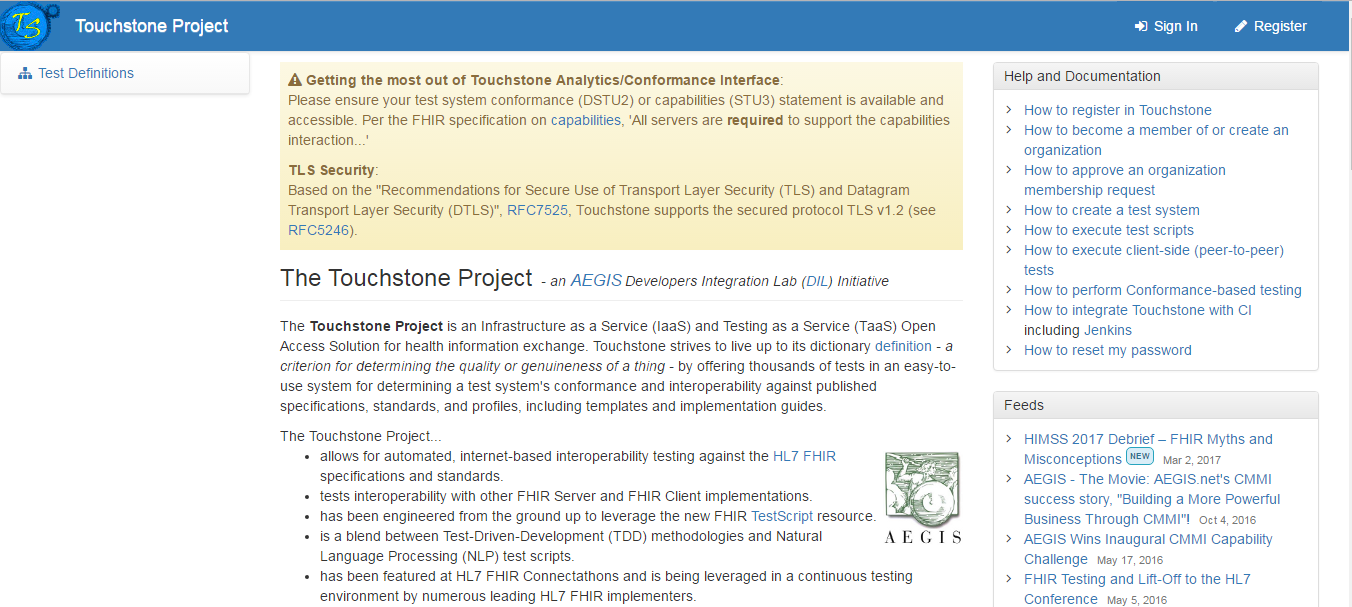 TS
Touchstone Project
Sign In
Register
Test Definitions
Getting the most out of Touchstone Analytics/Conformance Interface:
Please ensure your test system conformance (DSTU2) or capabilities (STU3) statement is available and
accessible. Per the FHIR specification on capabilities, 'All servers are required to support the capabilities
interaction...'
TLS Security:
Based on the "Recommendations for Secure Use of Transport Layer Security (TLS) and Datagram
Transport Layer Security (DTLS)", RFC7525, Touchstone supports the secured protocol TLS v1.2 (see
RFC5246).
The Touchstone Project - an AEGIS Developers Integration Lab (DIL) Initiative
The Touchstone Project is an Infrastructure as a Service (IaaS) and Testing as a Service (TaaS) Open
Access Solution for health information exchange. Touchstone strives to live up to its dictionary definition - a
criterion for determining the quality or genuineness of a thing - by offering thousands of tests in an easy-to-
use system for determining a test system's conformance and interoperability against published
specifications, standards, and profiles, including templates and implementation guides.
The Touchstone Project...
• allows for automated, internet-based interoperability testing against the HL7 FHIR
specifications and standards.
• tests interoperability with other FHIR Server and FHIR Client implementations.
• has been engineered from the ground up to leverage the new FHIR TestScript resource.
• is a blend between Test-Driven-Development (TDD) methodologies and Natural
Language Processing (NLP) test scripts.
• has been featured at HL7 FHIR Connectathons and is being leveraged in a continuous testing
environment by numerous leading HL7 FHIR implementers.
AEGIS
Help and Documentation
How to register in Touchstone
How to become a member of or create an
organization
How to approve an organization
membership request
How to create a test system
How to execute test scripts
How to execute client-side (peer-to-peer)
tests
How to perform Conformance-based testing
How to integrate Touchstone with CI
including Jenkins
How to reset my password
Feeds
HIMSS 2017 Debrief – FHIR Myths and
Misconceptions NEW Mar 2, 2017
AEGIS - The Movie: AEGIS.net's CMMI
success story, "Building a More Powerful
Business Through CMMI"! Oct 4, 2016
AEGIS Wins Inaugural CMMI Capability
Challenge May 17, 2016
FHIR Testing and Lift-Off to the HL7
Conference May 5, 2016